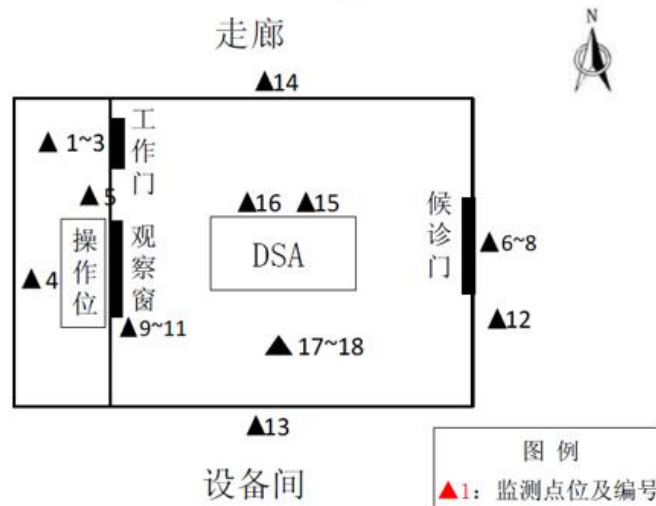 N
走廊
14
1~3
工作门
5
16
15
候诊门
操作位
观察窗
DSA
6~8
4
9~11
12
17~18
13
设备间
图 例
1：监测点位及编号